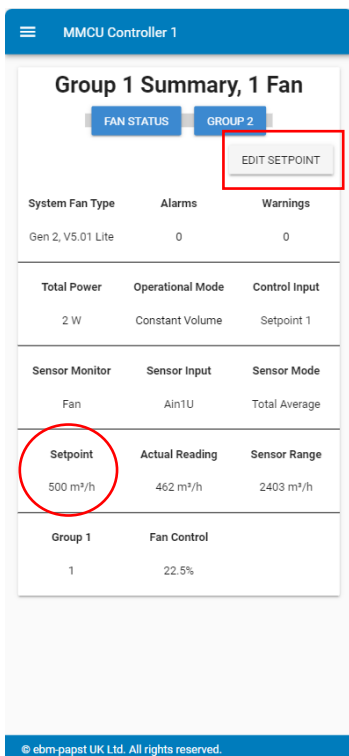 MMCU Controller 1
Group 1 Summary, 1 Fan
FAN STATUS GROUP 2
EDIT SETPOINT
System Fan Type Alarms Warnings
Gen 2, V5.01 Lite 0 0
Total Power Operational Mode Control Input
2 W Constant Volume Setpoint 1
Sensor Monitor Sensor Input Sensor Mode
Fan Ain1U Total Average
Setpoint Actual Reading Sensor Range
500 m³/h 462 m³/h 2403 m³/h
Group 1 Fan Control
1 22.5%
© ebm-papst UK Ltd. All rights reserved.